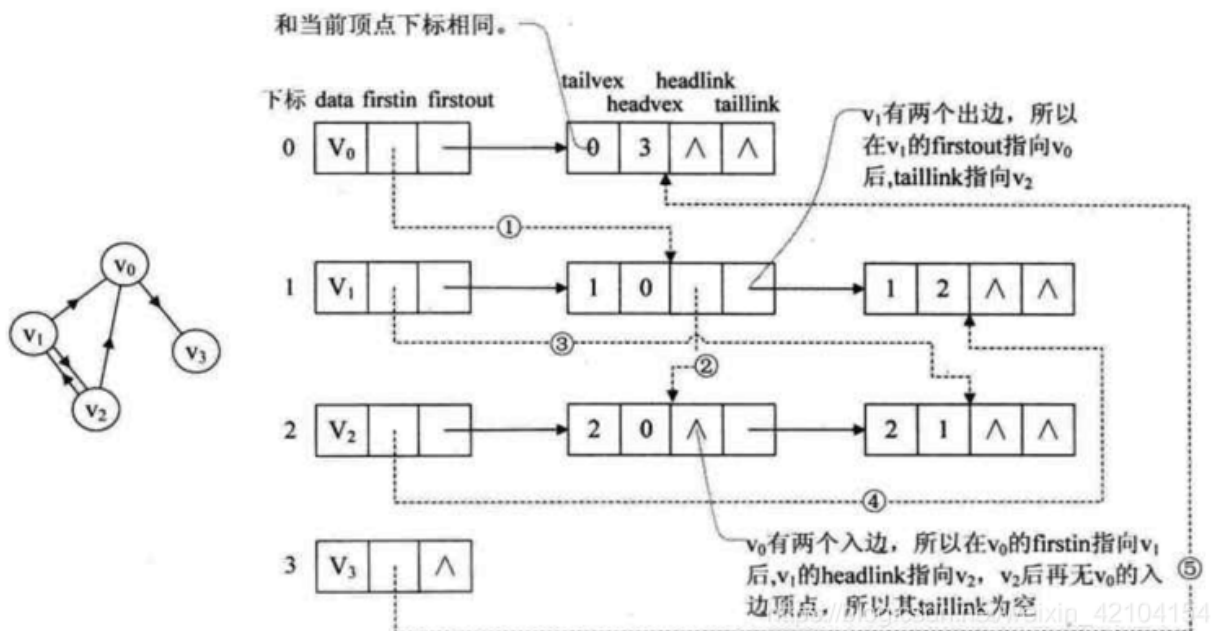 和当前顶点下标相同。
下标 data firstin firstout
tailvex headlink
headvex taillink
0 V₀ 0 3 ∧ ∧
v₁有两个出边，所以
在v₁的firstout指向v₀
后,taillink指向v₂
①
1 V₁ 1 0 1 2 ∧ ∧
③
②
2 V₂ 2 0 ∧ 2 1 ∧ ∧
④
3 V₃ ∧
v₀有两个入边，所以在v₀的firstin指向v₁
后,v₁的headlink指向v₂，v₂后再无v₀的入
边顶点，所以其taillink为空
⑤
v₀
v₁
v₃
v₂